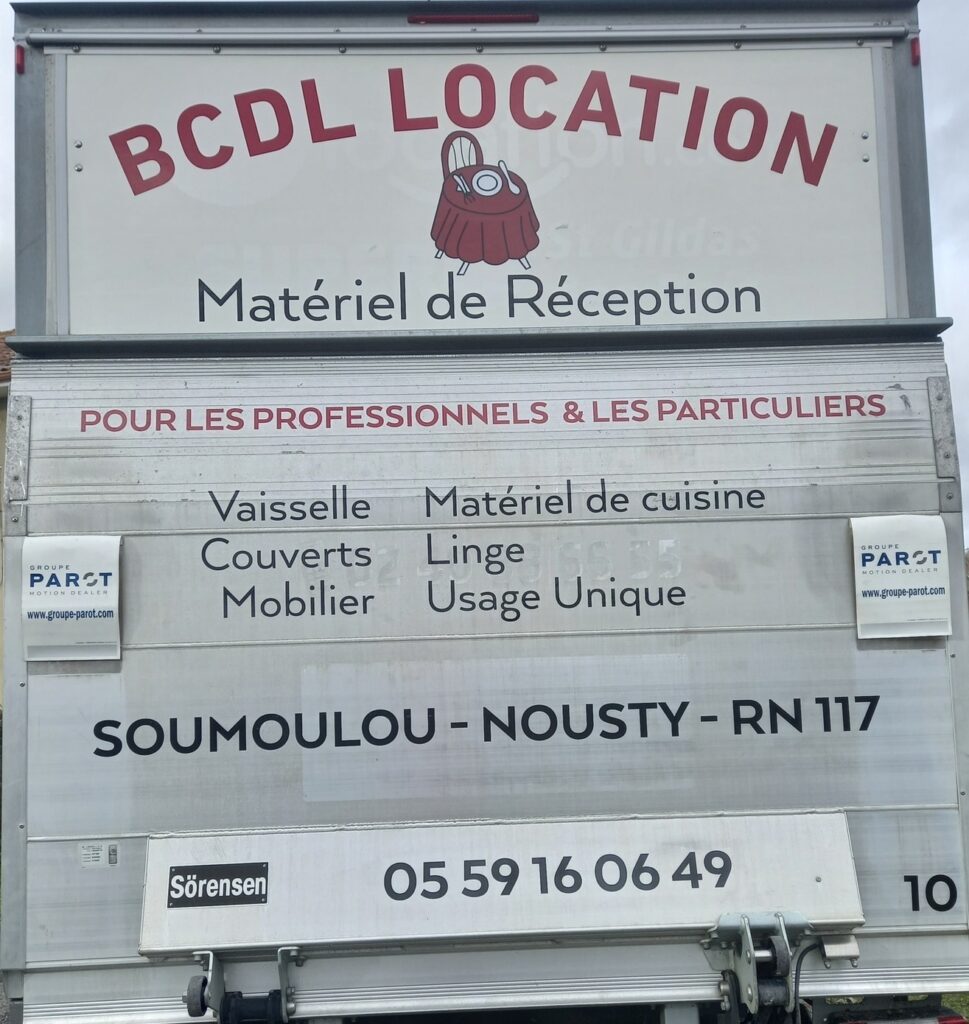 BCDL LOCATION
Matériel de Réception
POUR LES PROFESSIONNELS & LES PARTICULIERS
Vaisselle Matériel de cuisine
Couverts Linge
Mobilier Usage Unique
GROUPE
PAROT
MOTION DEALER
www.groupe-parot.com
GROUPE
PAROT
MOTION DEALER
www.groupe-parot.com
SOUMOULOU - NOUSTY - RN 117
Sörensen
05 59 16 06 49
10